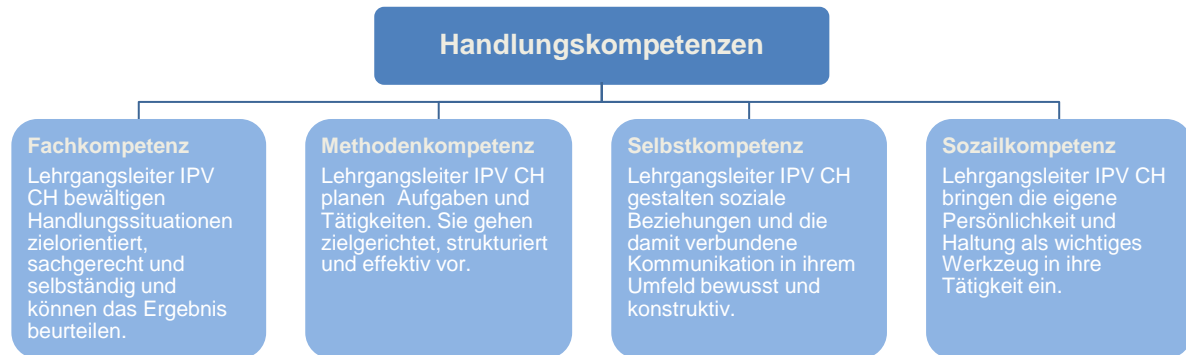 Handlungskompetenzen
Fachkompetenz
Lehrgangsleiter IPV
CH bewältigen
Handlungssituationen
zielorientiert,
sachgerecht und
selbständig und
können das Ergebnis
beurteilen.
Methodenkompetenz
Lehrgangsleiter IPV CH
planen Aufgaben und
Tätigkeiten. Sie gehen
zielgerichtet, strukturiert
und effektiv vor.
Selbstkompetenz
Lehrgangsleiter IPV CH
gestalten soziale
Beziehungen und die
damit verbundene
Kommunikation in ihrem
Umfeld bewusst und
konstruktiv.
Sozailkompetenz
Lehrgangsleiter IPV CH
bringen die eigene
Persönlichkeit und
Haltung als wichtiges
Werkzeug in ihre
Tätigkeit ein.